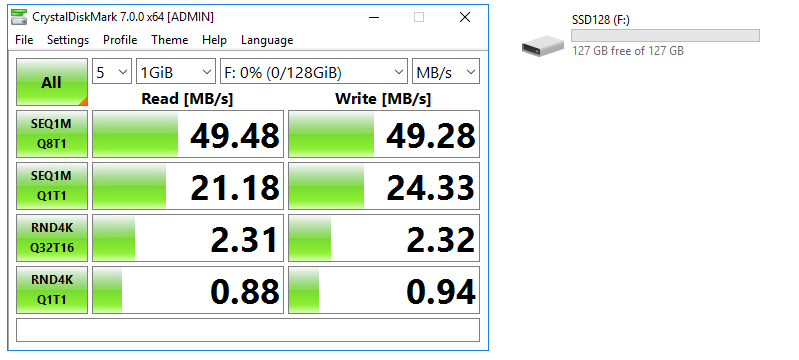 CrystalDiskMark 7.0.0 x64 [ADMIN]
File Settings Profile Theme Help Language
All 5 1GiB F: 0% (0/128GiB) MB/s
Read [MB/s] Write [MB/s]
SEQ1M
Q8T1
49.48 49.28
SEQ1M
Q1T1
21.18 24.33
RND4K
Q32T16
2.31 2.32
RND4K
Q1T1
0.88 0.94
SSD128 (F:)
127 GB free of 127 GB